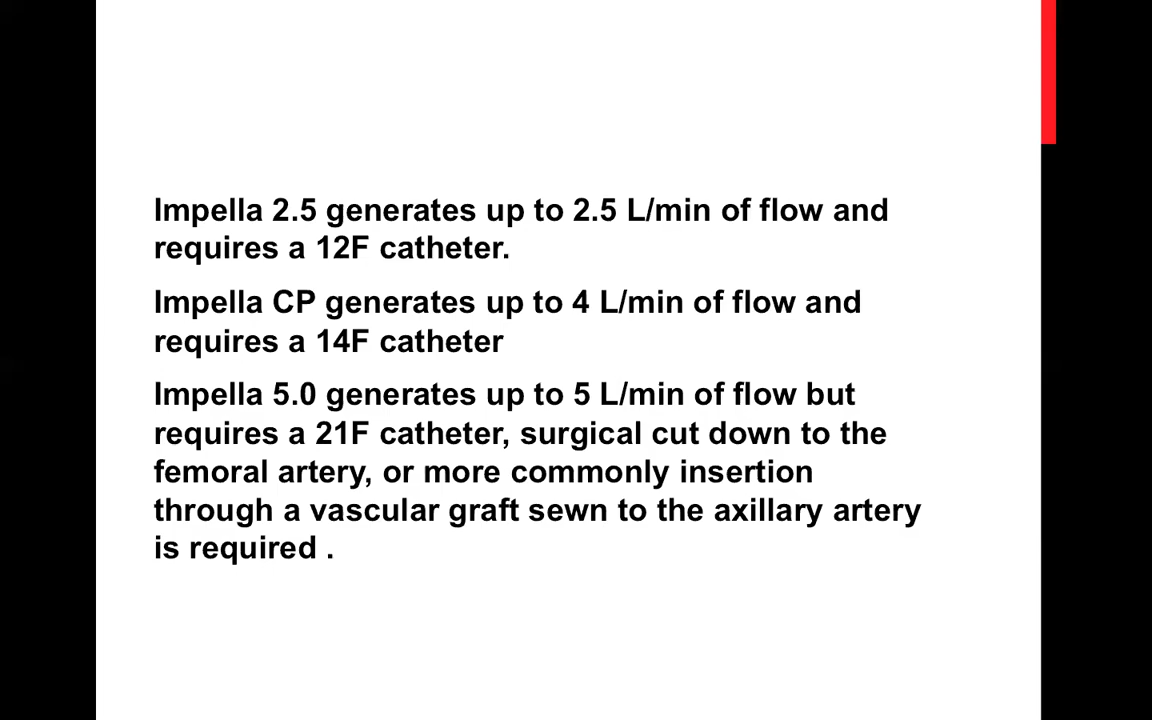 Impella 2.5 generates up to 2.5 L/min of flow and
requires a 12F catheter.
Impella CP generates up to 4 L/min of flow and
requires a 14F catheter
Impella 5.0 generates up to 5 L/min of flow but
requires a 21F catheter, surgical cut down to the
femoral artery, or more commonly insertion
through a vascular graft sewn to the axillary artery
is required .